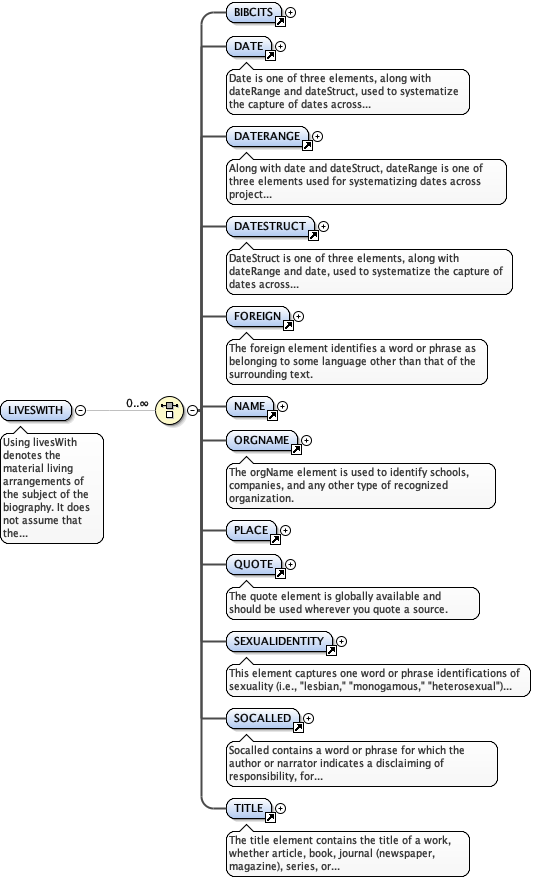 BIBCITS
DATE
Date is one of three elements, along with
dateRange and dateStruct, used to systematize
the capture of dates across...
DATERANGE
Along with date and dateStruct, dateRange is one of
three elements used for systematizing dates across
project...
DATESTRUCT
DateStruct is one of three elements, along with
dateRange and date, used to systematize the capture of
dates across...
FOREIGN
The foreign element identifies a word or phrase as
belonging to some language other than that of the
surrounding text.
LIVESWITH
0..∞
Using livesWith
denotes the
material living
arrangements of
the subject of the
biography. It does
not assume that
the...
NAME
ORGNAME
The orgName element is used to identify schools,
companies, and any other type of recognized
organization.
PLACE
QUOTE
The quote element is globally available and
should be used wherever you quote a source.
SEXUALIDENTITY
This element captures one word or phrase identifications of
sexuality (i.e., "lesbian," "monogamous," "heterosexual")...
SOCALLED
Socalled contains a word or phrase for which the
author or narrator indicates a disclaiming of
responsibility, for...
TITLE
The title element contains the title of a work,
whether article, book, journal (newspaper,
magazine), series, or...